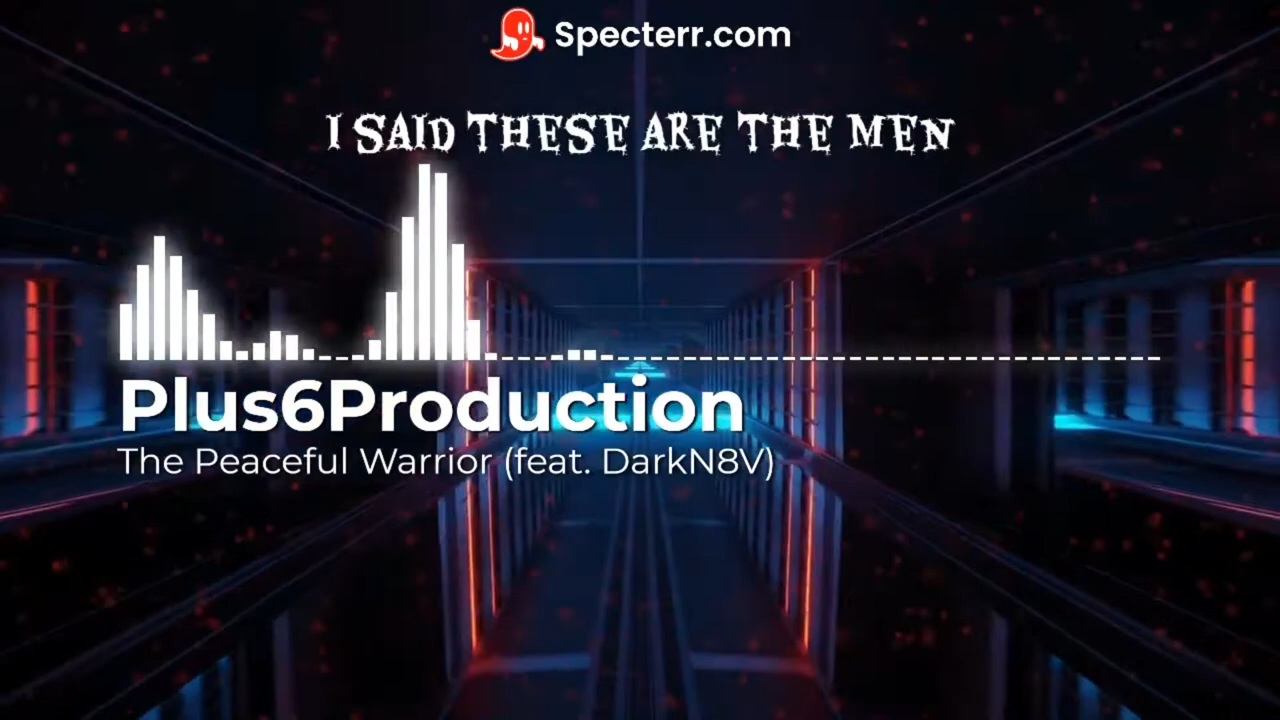 Specterr.com
I SAID THESE ARE THE MEN
Plus6Production
The Peaceful Warrior (feat. DarkN8V)